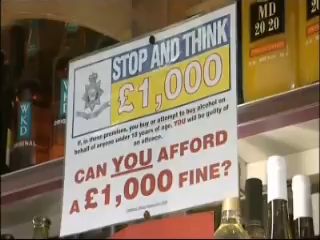 STOP AND THINK
£1,000
If, in these premises, you buy or attempt to buy alcohol on
behalf of anyone under 18 years of age, YOU will be guilty of
an offence.
CAN YOU AFFORD
A £1,000 FINE?
MD
20 20
WKD
WKD